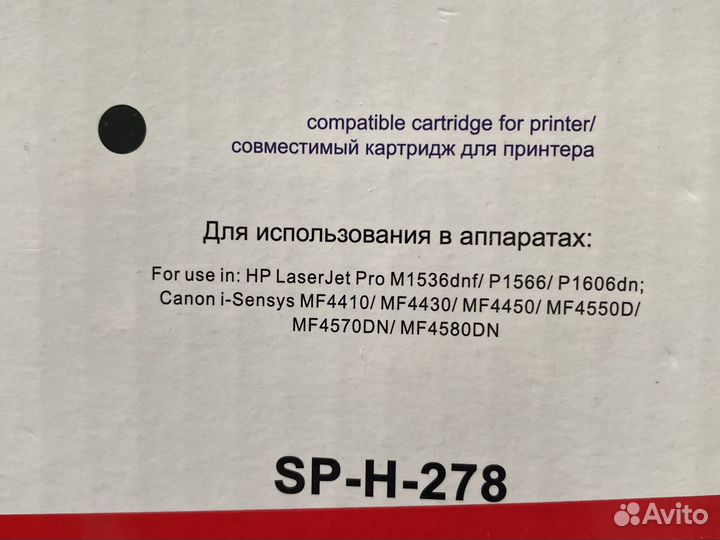 compatible cartridge for printer/
совместимый картридж для принтера
Для использования в аппаратах:
For use in: HP LaserJet Pro M1536dnf/ P1566/ P1606dn;
Canon i-Sensys MF4410/ MF4430/ MF4450/ MF4550D/
MF4570DN/ MF4580DN
SP-H-278
Avito